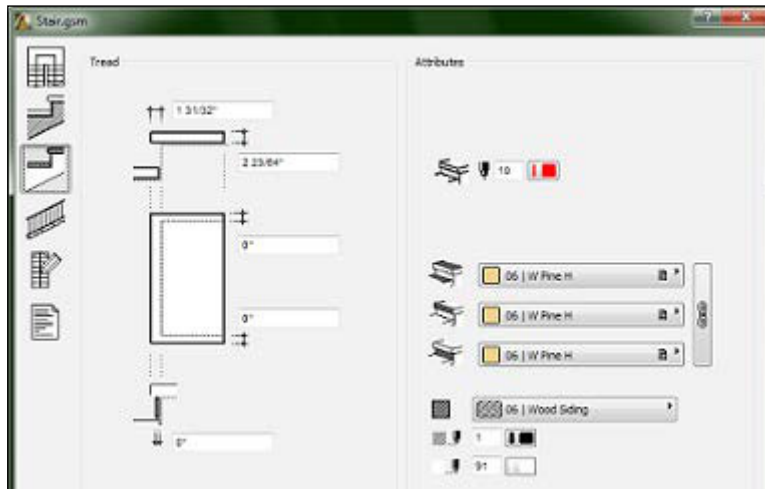 Stair.gsm
? X
Tread
Attributes
1 31/32"
2 23/64"
0"
0"
0"
19
06 | W Pine H
06 | W Pine H
06 | W Pine H
06 | Wood Siding
1
91